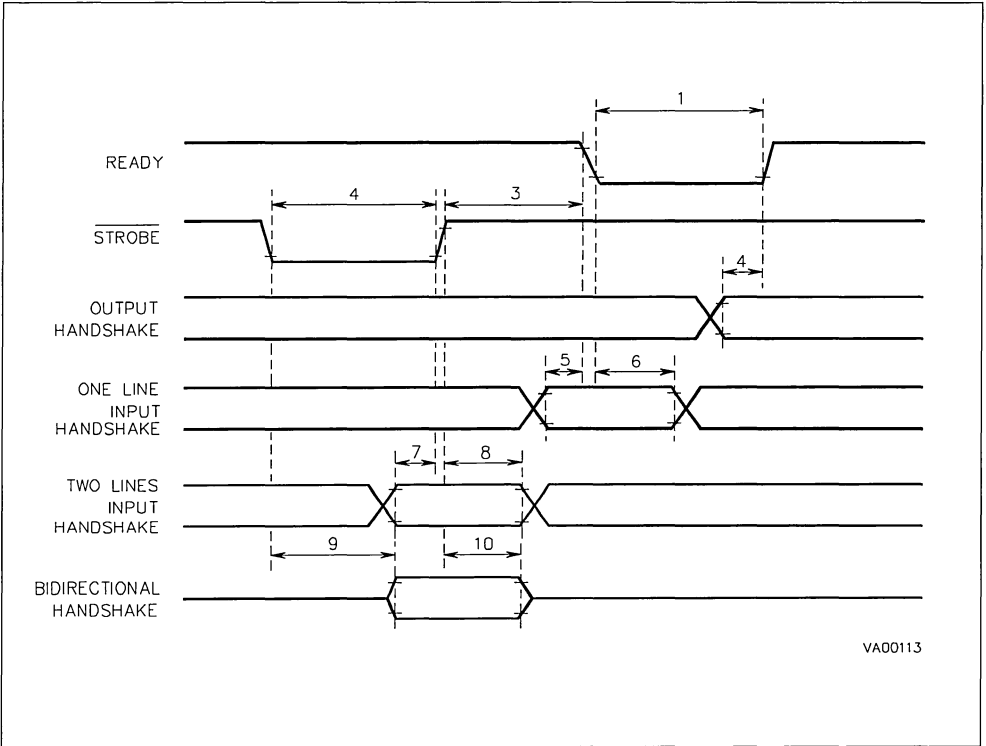 1
READY
4
3
STROBE
4
OUTPUT
HANDSHAKE
5
6
ONE LINE
INPUT
HANDSHAKE
7
8
TWO LINES
INPUT
HANDSHAKE
9
10
BIDIRECTIONAL
HANDSHAKE
VA00113